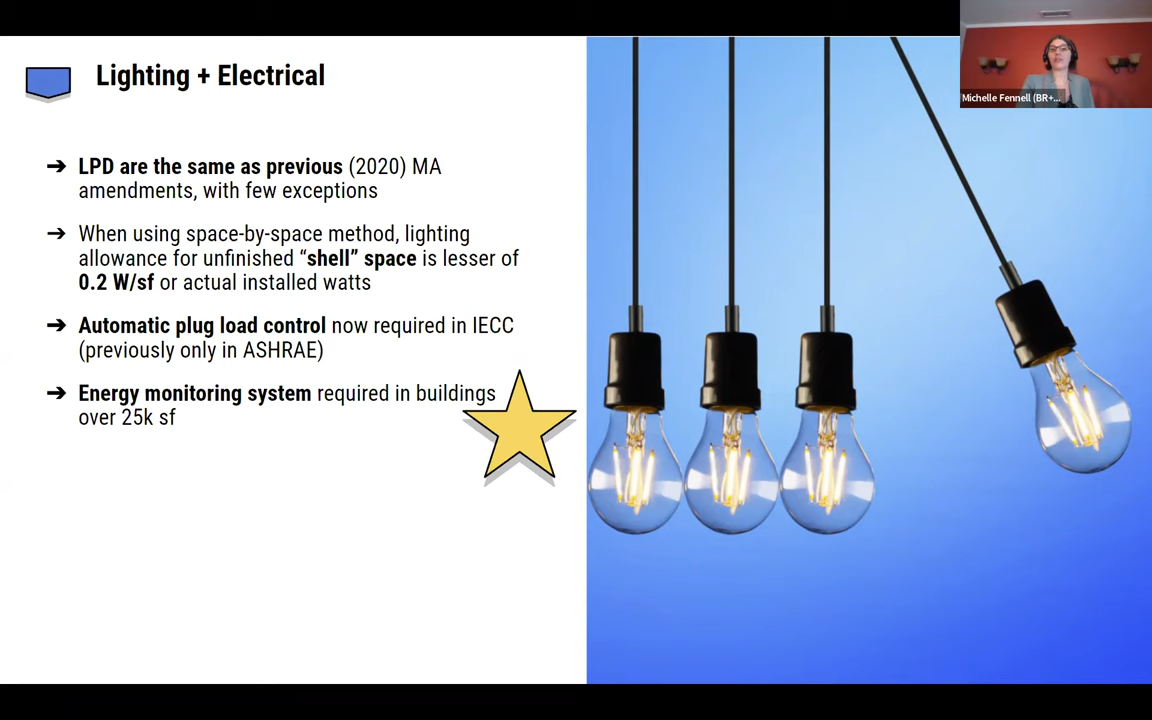 Lighting + Electrical
➔ LPD are the same as previous (2020) MA
amendments, with few exceptions
→ When using space-by-space method, lighting
allowance for unfinished “shell” space is lesser of
0.2 W/sf or actual installed watts
➔ Automatic plug load control now required in IECC
(previously only in ASHRAE)
➔ Energy monitoring system required in buildings
over 25k sf
Michelle Fennell (BR+...